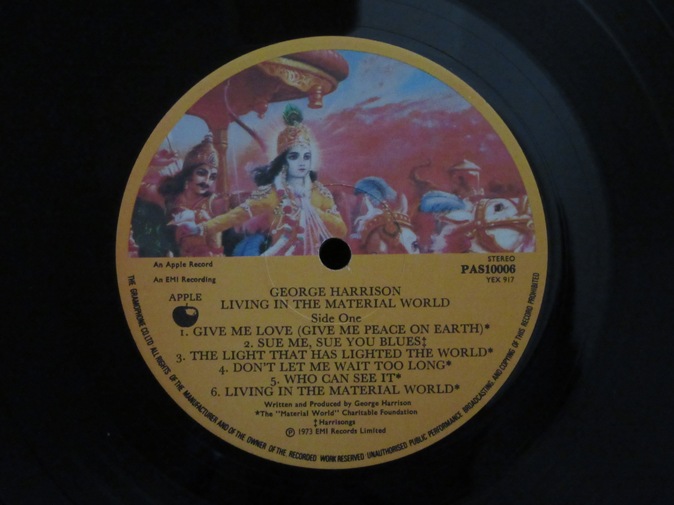 An Apple Record
An EMI Recording
APPLE
STEREO
PAS10006
YEX 917
GEORGE HARRISON
LIVING IN THE MATERIAL WORLD
Side One
1. GIVE ME LOVE (GIVE ME PEACE ON EARTH)*
2. SUE ME, SUE YOU BLUES‡
3. THE LIGHT THAT HAS LIGHTED THE WORLD*
4. DON'T LET ME WAIT TOO LONG*
5. WHO CAN SEE IT*
6. LIVING IN THE MATERIAL WORLD*
Written and Produced by George Harrison
*The "Material World" Charitable Foundation
‡Harrisongs
℗ 1973 EMI Records Limited
THE GRAMOPHONE CO. LTD ALL RIGHTS OF THE MANUFACTURER AND OF THE OWNER OF THE RECORDED WORK RESERVED UNAUTHORISED PUBLIC PERFORMANCE BROADCASTING AND COPYING OF THIS RECORD PROHIBITED